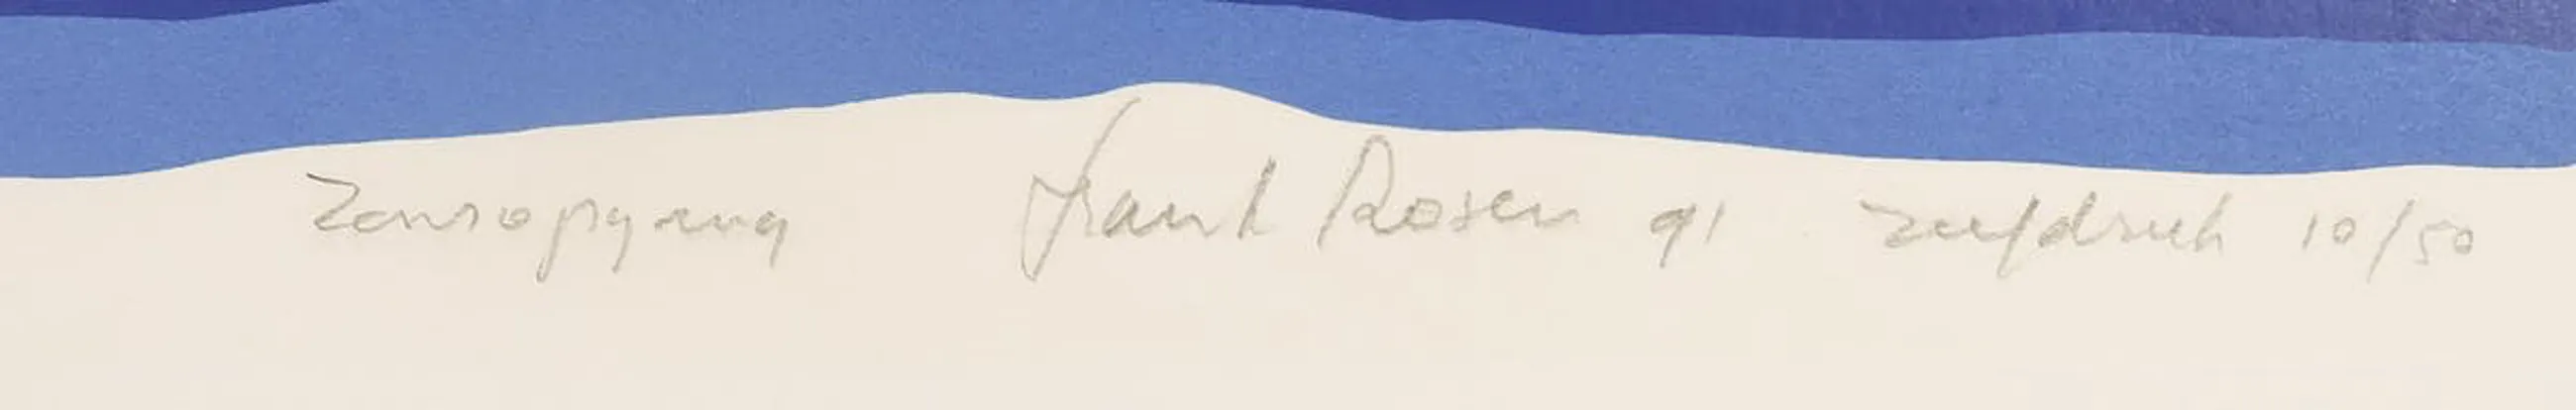 Zonsopgang Frank Rosen 91 zeefdruk 10/50